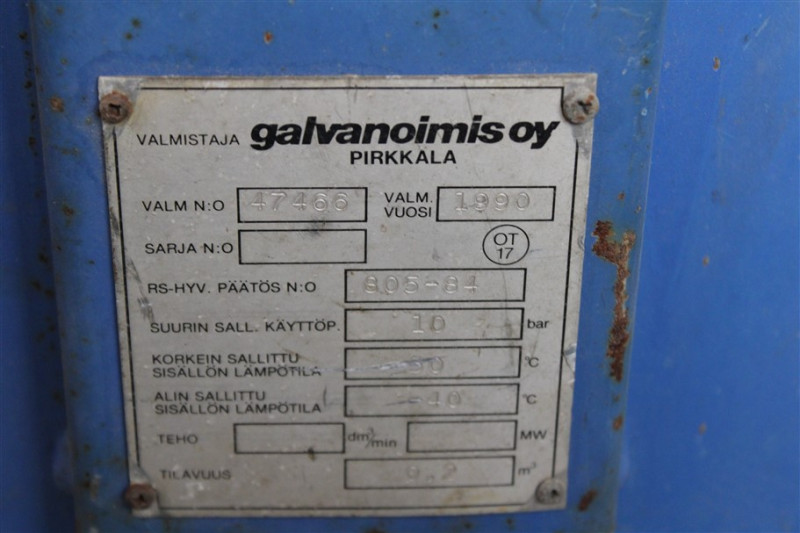 VALMISTAJA galvanoimis oy
PIRKKALA
VALM N:O 47466 VALM. VUOSI 1990
SARJA N:O OT 17
RS-HYV. PÄÄTÖS N:O 805-84
SUURIN SALL. KÄYTTÖP. 10 bar
KORKEIN SALLITTU
SISÄLLÖN LÄMPÖTILA °C
ALIN SALLITTU
SISÄLLÖN LÄMPÖTILA -40 °C
TEHO dm³/min MW
TILAVUUS m³